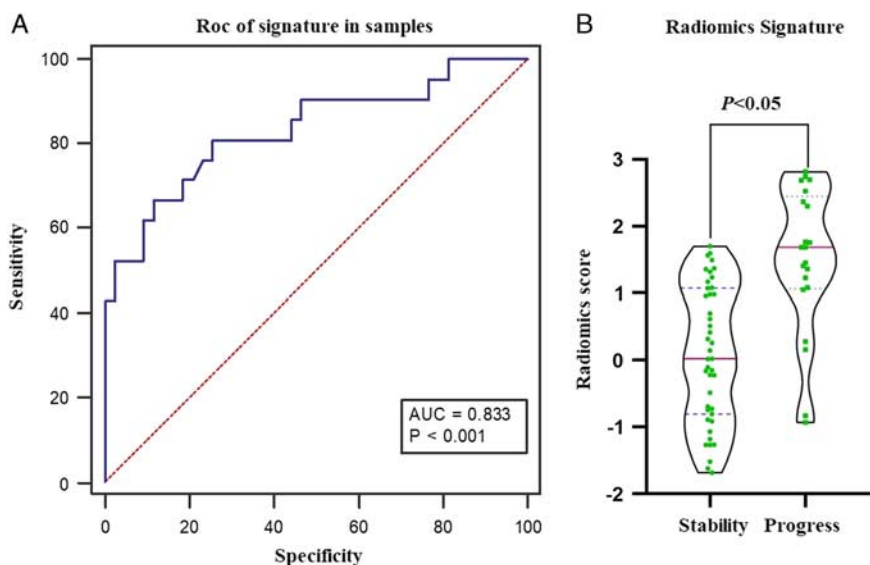 A
Roc of signature in samples
Sensitivity
100
80
60
40
20
0
0 20 40 60 80 100
Specificity
AUC = 0.833
P < 0.001
B
Radiomics Signature
P<0.05
Radiomics score
3
2
1
0
-1
-2
Stability Progress